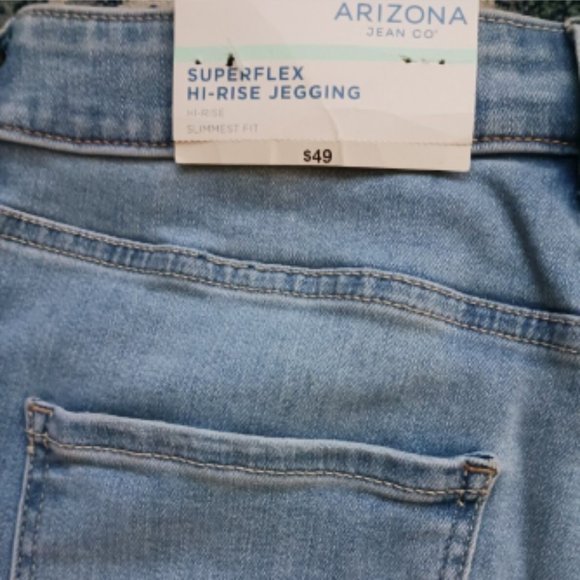 ARIZONA
JEAN CO®
SUPERFLEX
HI-RISE JEGGING
HI-RISE
SLIMMEST FIT
$49